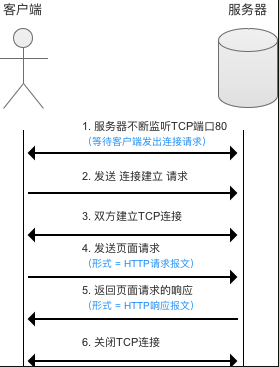 客户端
服务器
1. 服务器不断监听TCP端口80
（等待客户端发出连接请求）
2. 发送 连接建立 请求
3. 双方建立TCP连接
4. 发送页面请求
（形式 = HTTP请求报文）
5. 返回页面请求的响应
（形式 = HTTP响应报文）
6. 关闭TCP连接